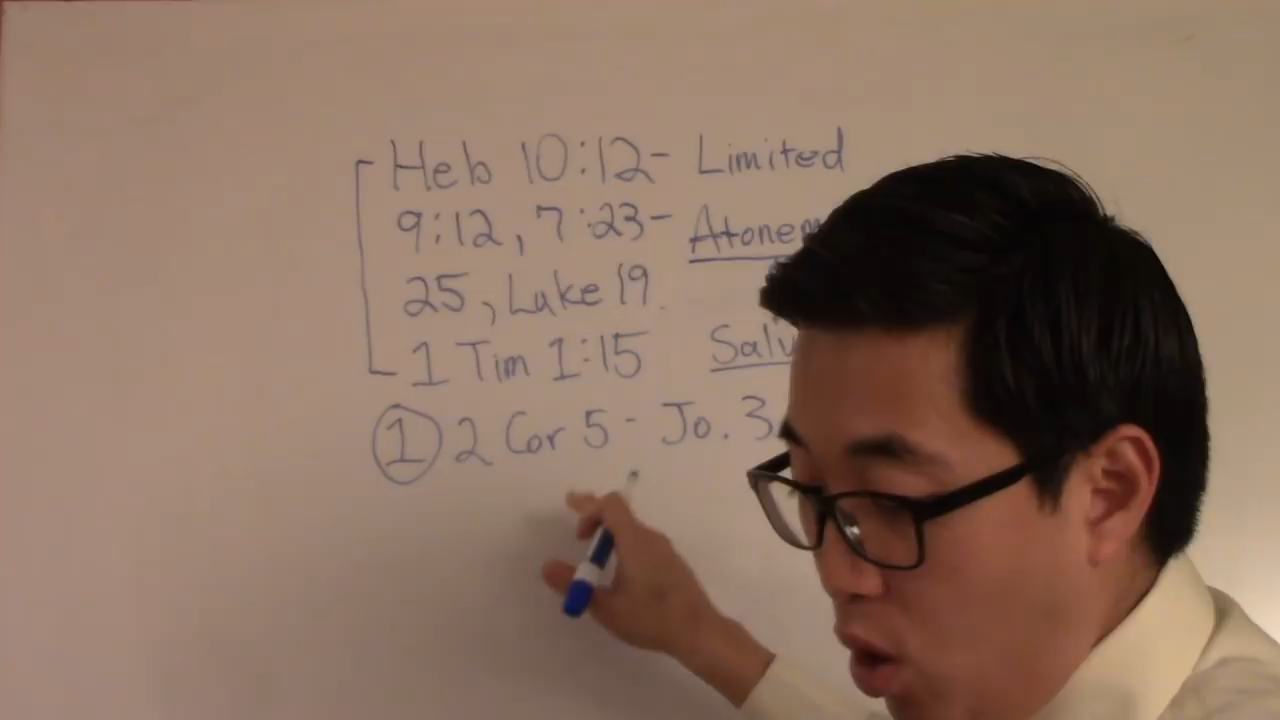 Heb 10:12- Limited
9:12, 7:23- Atonem
25, Luke 19.
1 Tim 1:15 Salv
1 2 Cor 5 - Jo. 3